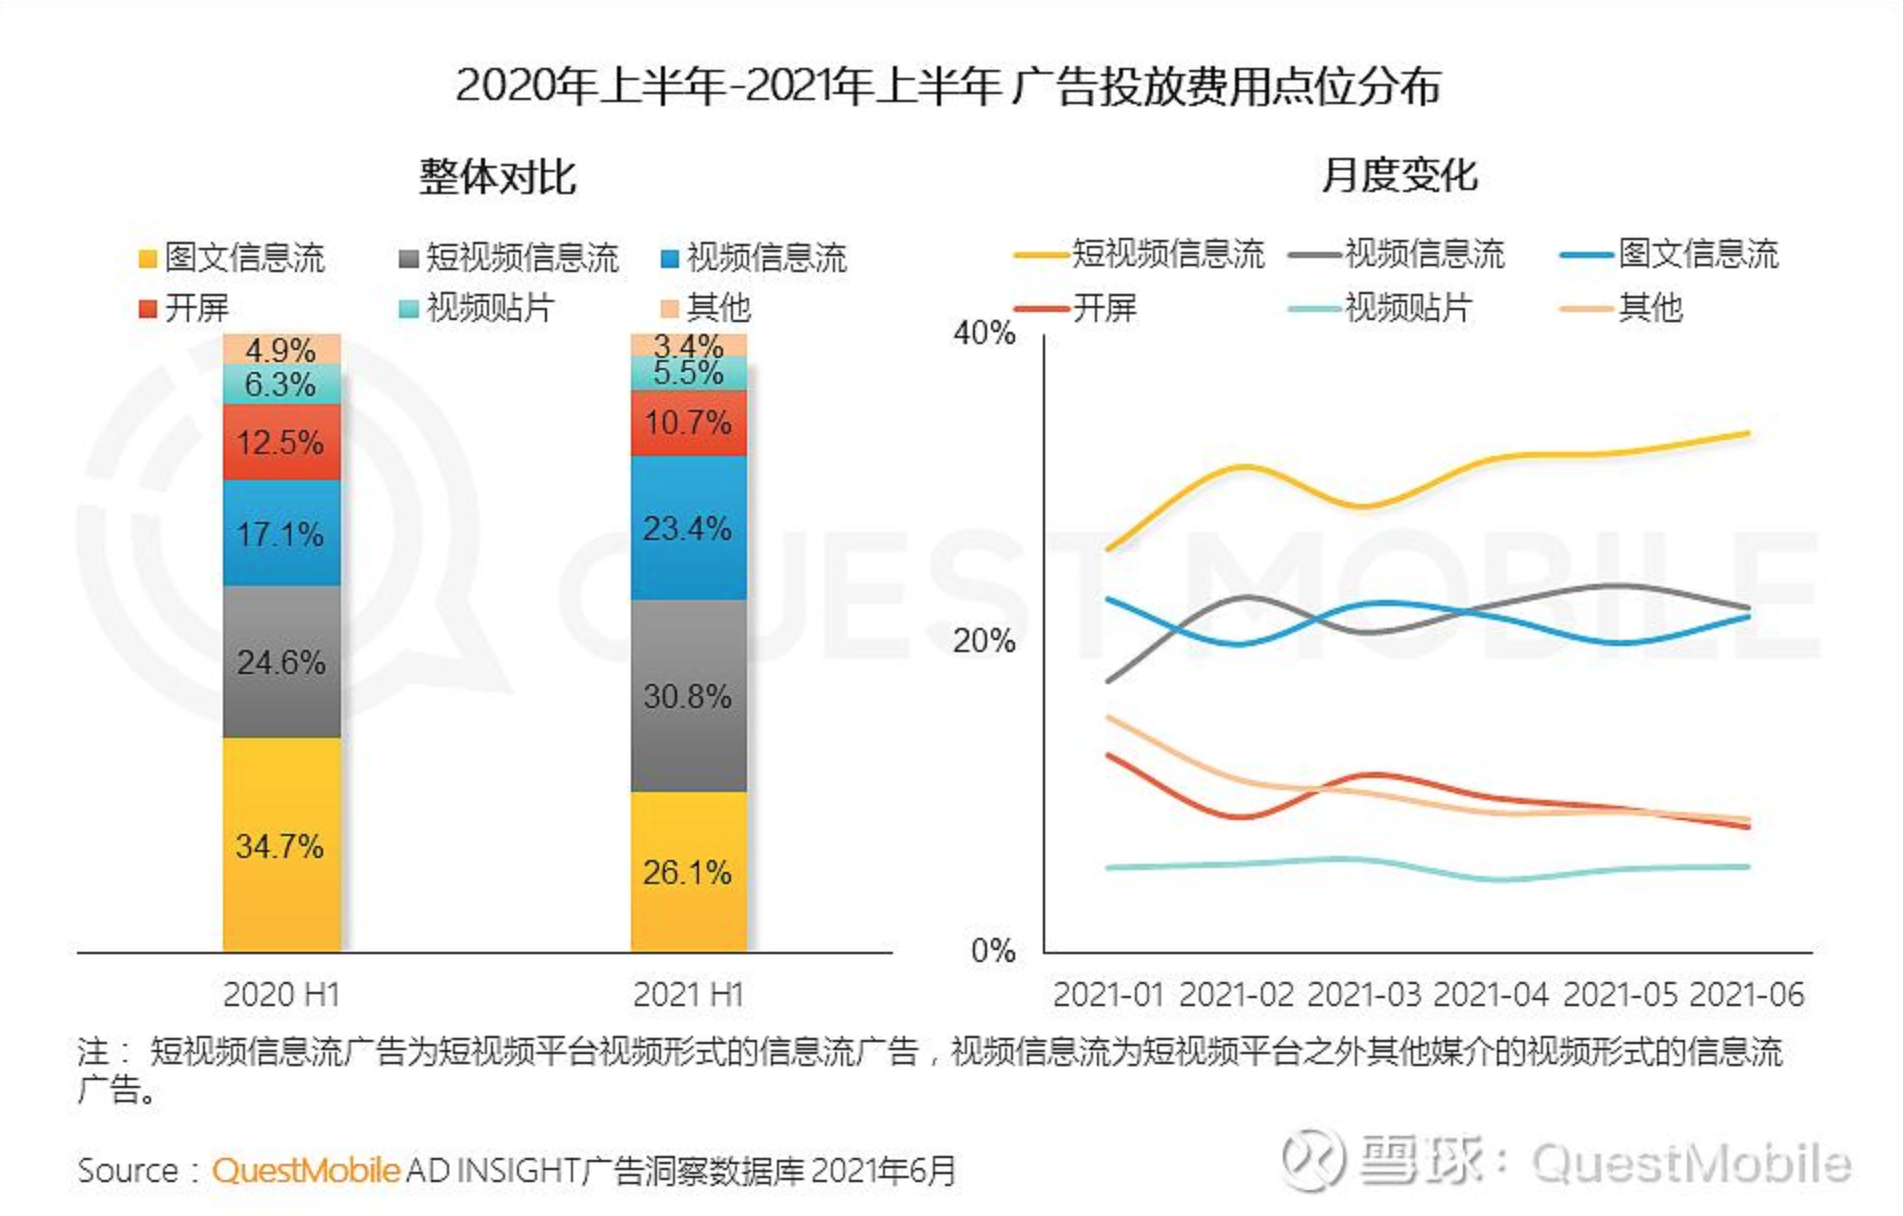 2020年上半年-2021年上半年 广告投放费用点位分布
整体对比
图文信息流 短视频信息流 视频信息流
开屏 视频贴片 其他
4.9%
6.3%
12.5%
17.1%
24.6%
34.7%
3.4%
5.5%
10.7%
23.4%
30.8%
26.1%
2020 H1 2021 H1
月度变化
短视频信息流 视频信息流 图文信息流
开屏 视频贴片 其他
40%
20%
0%
2021-01 2021-02 2021-03 2021-04 2021-05 2021-06
QUEST MOBILE
注： 短视频信息流广告为短视频平台视频形式的信息流广告，视频信息流为短视频平台之外其他媒介的视频形式的信息流
广告。
Source：QuestMobile AD INSIGHT广告洞察数据库 2021年6月
雪球：QuestMobile